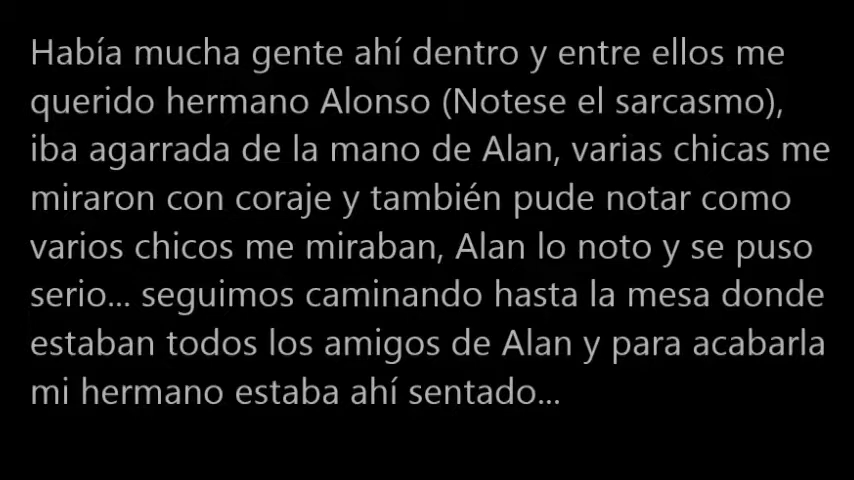 Había mucha gente ahí dentro y entre ellos me
querido hermano Alonso (Notese el sarcasmo),
iba agarrada de la mano de Alan, varias chicas me
miraron con coraje y también pude notar como
varios chicos me miraban, Alan lo noto y se puso
serio... seguimos caminando hasta la mesa donde
estaban todos los amigos de Alan y para acabarla
mi hermano estaba ahí sentado...